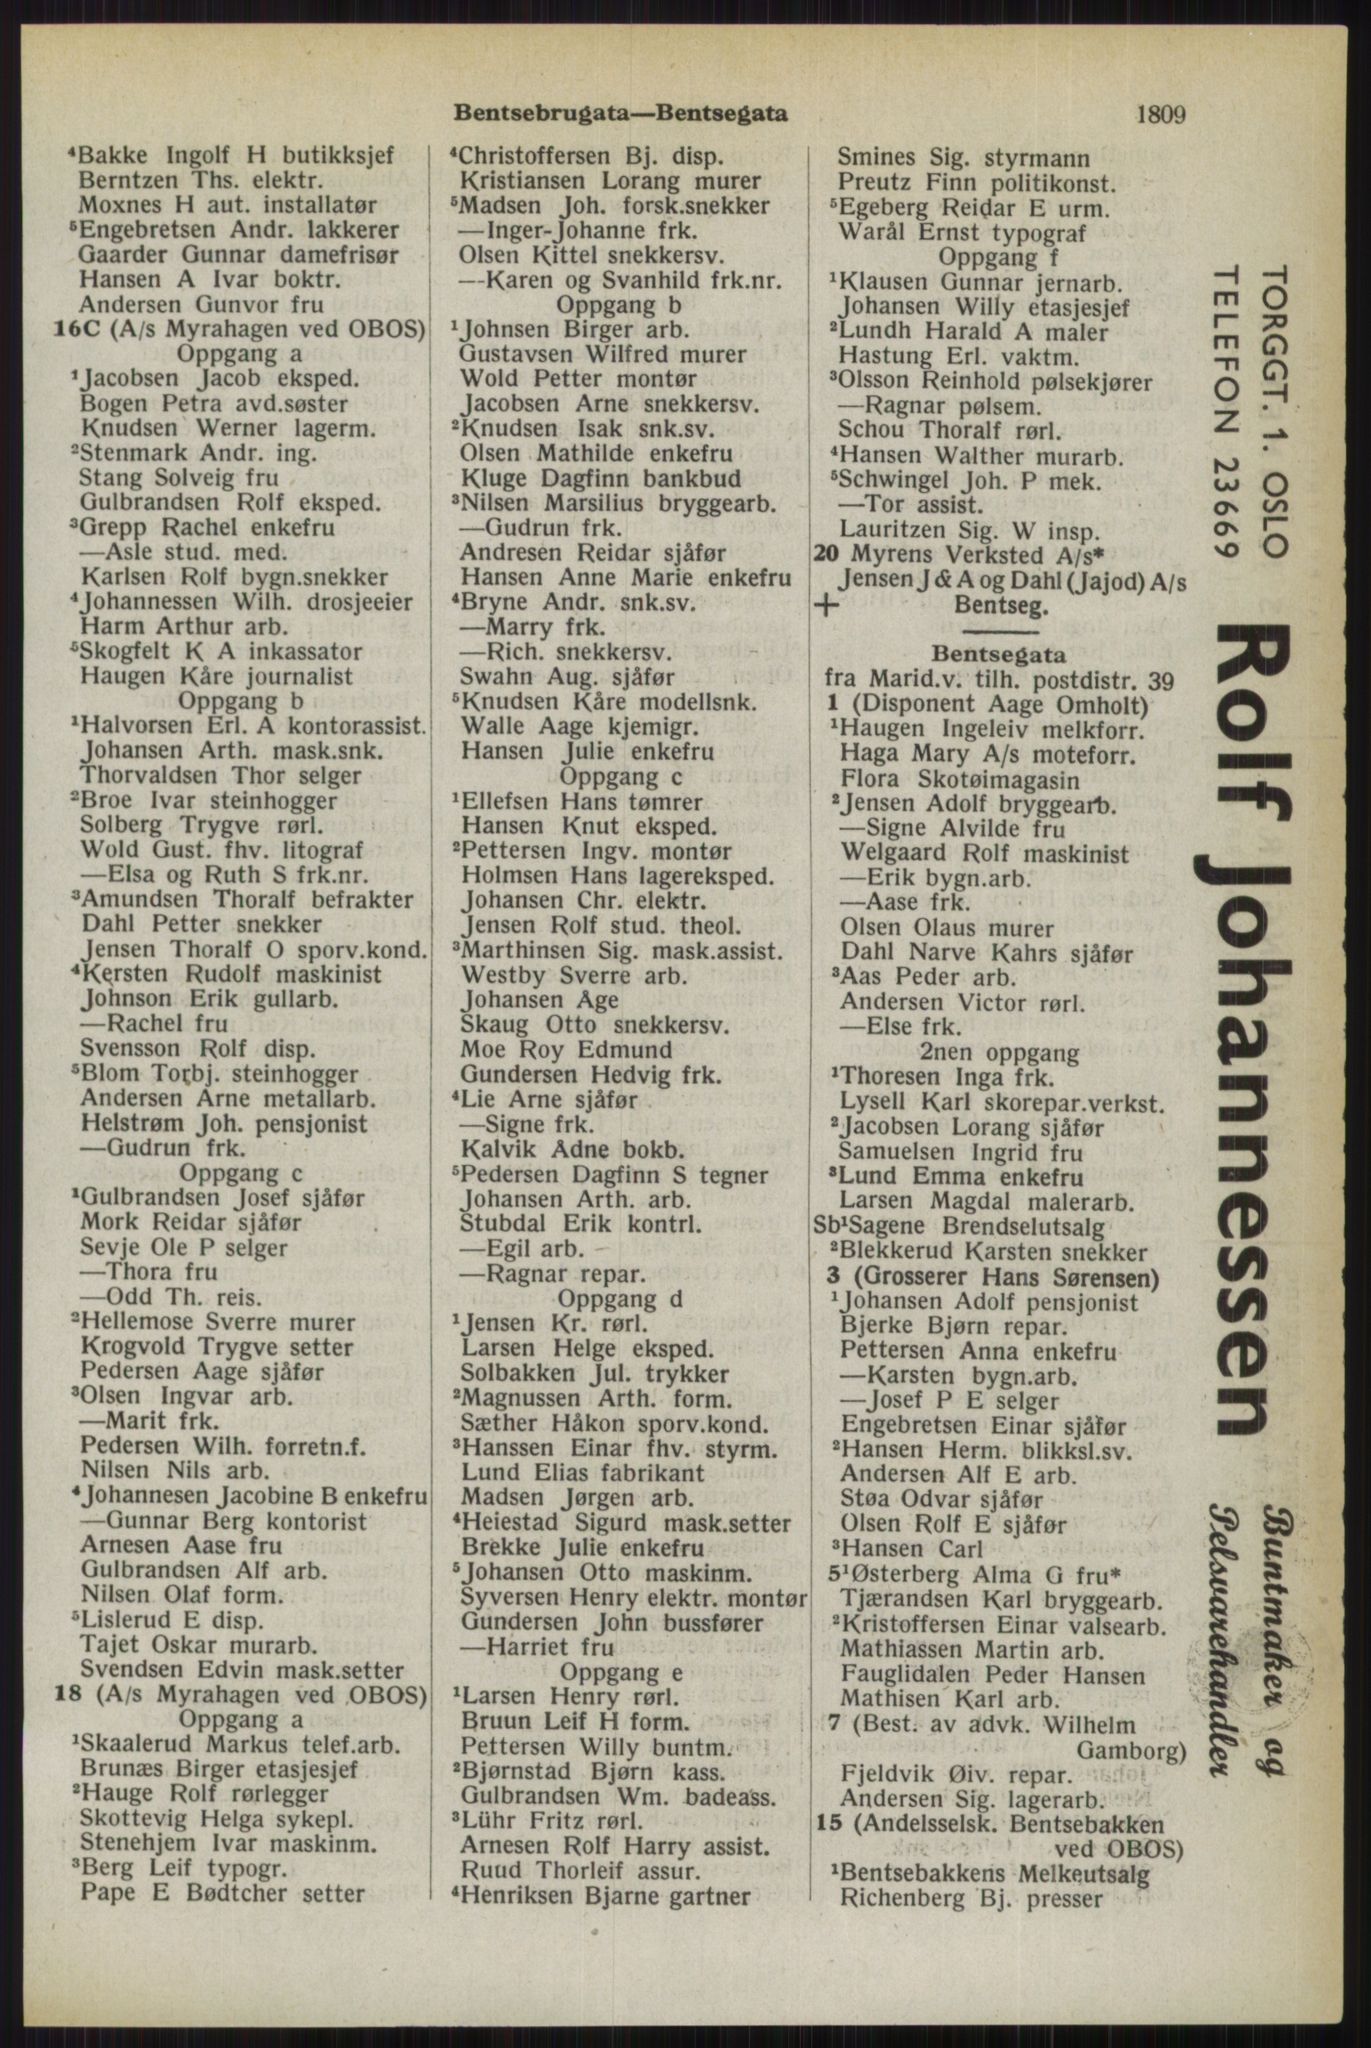 Bentsebrugata—Bentsegata
1809
⁴Bakke Ingolf H butikksjef
Berntzen Ths. elektr.
Moxnes H aut. installatør
⁵Engebretsen Andr. lakkerer
Gaarder Gunnar damefrisør
Hansen A Ivar boktr.
Andersen Gunvor fru
16C (A/s Myrahagen ved OBOS)
Oppgang a
¹Jacobsen Jacob eksped.
Bogen Petra avd.søster
Knudsen Werner lagerm.
²Stenmark Andr. ing.
Stang Solveig fru
Gulbrandsen Rolf eksped.
³Grepp Rachel enkefru
—Asle stud. med.
Karlsen Rolf bygn.snekker
⁴Johannessen Wilh. drosjeeier
Harm Arthur arb.
⁵Skogfelt K A inkassator
Haugen Kåre journalist
Oppgang b
¹Halvorsen Erl. A kontorassist.
Johansen Arth. mask.snk.
Thorvaldsen Thor selger
²Broe Ivar steinhogger
Solberg Trygve rørl.
Wold Gust. fhv. litograf
—Elsa og Ruth S frk.nr.
³Amundsen Thoralf befrakter
Dahl Petter snekker
Jensen Thoralf O sporv.kond.
⁴Kersten Rudolf maskinist
Johnson Erik gullarb.
—Rachel fru
Svensson Rolf disp.
⁵Blom Torbj. steinhogger
Andersen Arne metallarb.
Helstrøm Joh. pensjonist
—Gudrun frk.
Oppgang c
¹Gulbrandsen Josef sjåfør
Mork Reidar sjåfør
Sevje Ole P selger
—Thora fru
—Odd Th. reis.
²Hellemose Sverre murer
Krogvold Trygve setter
Pedersen Aage sjåfør
³Olsen Ingvar arb.
—Marit frk.
Pedersen Wilh. forretn.f.
Nilsen Nils arb.
⁴Johannesen Jacobine B enkefru
—Gunnar Berg kontorist
Arnesen Aase fru
Gulbrandsen Alf arb.
Nilsen Olaf form.
⁵Lislerud E disp.
Tajet Oskar murarb.
Svendsen Edvin mask.setter
18 (A/s Myrahagen ved OBOS)
Oppgang a
¹Skaalerud Markus telef.arb.
Brunæs Birger etasjesjef
²Hauge Rolf rørlegger
Skottevig Helga sykepl.
Stenehjem Ivar maskinm.
³Berg Leif typogr.
Pape E Bødtcher setter
⁴Christoffersen Bj. disp.
Kristiansen Lorang murer
⁵Madsen Joh. forsk.snekker
—Inger-Johanne frk.
Olsen Kittel snekkersv.
—Karen og Svanhild frk.nr.
Oppgang b
¹Johnsen Birger arb.
Gustavsen Wilfred murer
Wold Petter montør
Jacobsen Arne snekkersv.
²Knudsen Isak snk.sv.
Olsen Mathilde enkefru
Kluge Dagfinn bankbud
³Nilsen Marsilius bryggearb.
—Gudrun frk.
Andresen Reidar sjåfør
Hansen Anne Marie enkefru
⁴Bryne Andr. snk.sv.
—Marry frk.
—Rich. snekkersv.
Swahn Aug. sjåfør
⁵Knudsen Kåre modellsnk.
Walle Aage kjemigr.
Hansen Julie enkefru
Oppgang c
¹Ellefsen Hans tømrer
Hansen Knut eksped.
²Pettersen Ingv. montør
Holmsen Hans lagereksped.
Johansen Chr. elektr.
Jensen Rolf stud. theol.
³Marthinsen Sig. mask.assist.
Westby Sverre arb.
Johansen Åge
Skaug Otto snekkersv.
Moe Roy Edmund
Gundersen Hedvig frk.
⁴Lie Arne sjåfør
—Signe frk.
Kalvik Ådne bokb.
⁵Pedersen Dagfinn S tegner
Johansen Arth. arb.
Stubdal Erik kontrl.
—Egil arb.
—Ragnar repar.
Oppgang d
¹Jensen Kr. rørl.
Larsen Helge eksped.
Solbakken Jul. trykker
²Magnussen Arth. form.
Sæther Håkon sporv.kond.
³Hanssen Einar fhv. styrm.
Lund Elias fabrikant
Madsen Jørgen arb.
⁴Heiestad Sigurd mask.setter
Brekke Julie enkefru
⁵Johansen Otto maskinm.
Syversen Henry elektr. montør
Gundersen John bussfører
—Harriet fru
Oppgang e
¹Larsen Henry rørl.
Bruun Leif H form.
Pettersen Willy buntm.
²Bjørnstad Bjørn kass.
Gulbrandsen Wm. badeass.
³Lühr Fritz rørl.
Arnesen Rolf Harry assist.
Ruud Thorleif assur.
⁴Henriksen Bjarne gartner
Smines Sig. styrmann
Preutz Finn politikonst.
⁵Egeberg Reidar E urm.
Warål Ernst typograf
Oppgang f
¹Klausen Gunnar jernarb.
Johansen Willy etasjesjef
²Lundh Harald A maler
Hastung Erl. vaktm.
³Olsson Reinhold pølsekjører
—Ragnar pølsem.
Schou Thoralf rørl.
⁴Hansen Walther murarb.
⁵Schwingel Joh. P mek.
—Tor assist.
Lauritzen Sig. W insp.
20 Myrens Verksted A/s*
Jensen J & A og Dahl (Jajod) A/s
+ Bentseg.
Bentsegata
fra Marid.v. tilh. postdistr. 39
1 (Disponent Aage Omholt)
¹Haugen Ingeleiv melkforr.
Haga Mary A/s moteforr.
Flora Skotøimagasin
²Jensen Adolf bryggearb.
—Signe Alvilde fru
Welgaard Rolf maskinist
—Erik bygn.arb.
—Aase frk.
Olsen Olaus murer
Dahl Narve Kahrs sjåfør
³Aas Peder arb.
Andersen Victor rørl.
—Else frk.
2nen oppgang
¹Thoresen Inga frk.
Lysell Karl skorepar.verkst.
²Jacobsen Lorang sjåfør
Samuelsen Ingrid fru
³Lund Emma enkefru
Larsen Magdal malerarb.
Sb¹Sagene Brendselutsalg
²Blekkerud Karsten snekker
3 (Grosserer Hans Sørensen)
¹Johansen Adolf pensjonist
Bjerke Bjørn repar.
Pettersen Anna enkefru
—Karsten bygn.arb.
—Josef P E selger
Engebretsen Einar sjåfør
²Hansen Herm. blikksl.sv.
Andersen Alf E arb.
Støa Odvar sjåfør
Olsen Rolf E sjåfør
³Hansen Carl
5¹Østerberg Alma G fru*
Tjærandsen Karl bryggearb.
²Kristoffersen Einar valsearb.
Mathiassen Martin arb.
Fauglidalen Peder Hansen
Mathisen Karl arb.
7 (Best. av advk. Wilhelm
Gamborg)
Fjeldvik Øiv. repar.
Andersen Sig. lagerarb.
15 (Andelsselsk. Bentsebakken
ved OBOS)
¹Bentsebakkens Melkeutsalg
Richenberg Bj. presser
TORGGT. 1. OSLO
TELEFON 23669
Rolf Johannessen
Buntmaker og
Pelsvarehandler